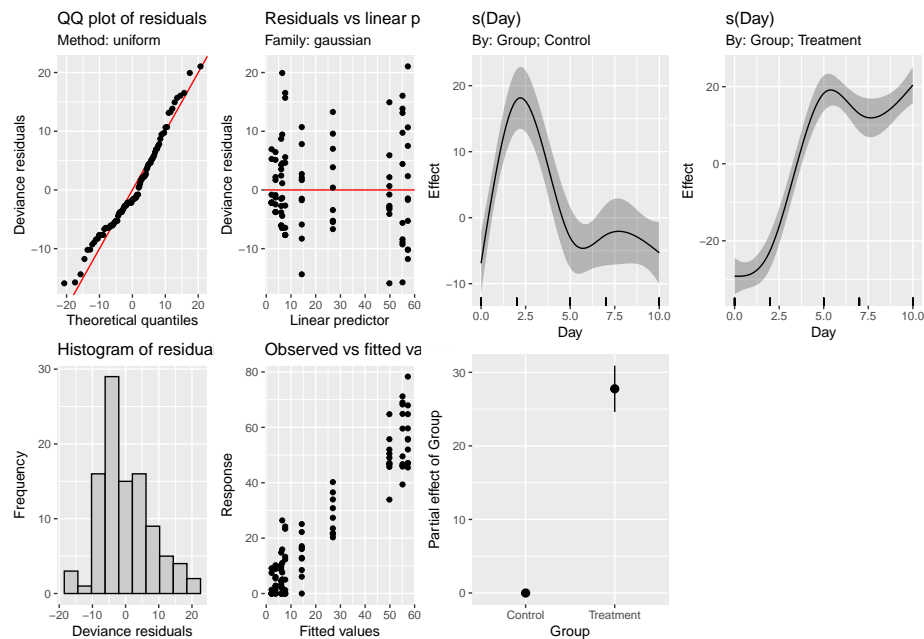 QQ plot of residuals
Method: uniform
20
10
0
−10
−20
−10
0
10
20
Theoretical quantiles
Deviance residuals
Residuals vs linear p
Family: gaussian
20
10
0
−10
0
10
20
30
40
50
60
Linear predictor
Deviance residuals
s(Day)
By: Group; Control
20
10
0
−10
0.0
2.5
5.0
7.5
10.0
Day
Effect
s(Day)
By: Group; Treatment
20
0
−20
0.0
2.5
5.0
7.5
10.0
Day
Effect
Histogram of residual
30
20
10
0
−20
−10
0
10
20
Deviance residuals
Frequency
Observed vs fitted va
80
60
40
20
0
0
10
20
30
40
50
60
Fitted values
Response
30
20
10
0
Control
Treatment
Group
Partial effect of Group